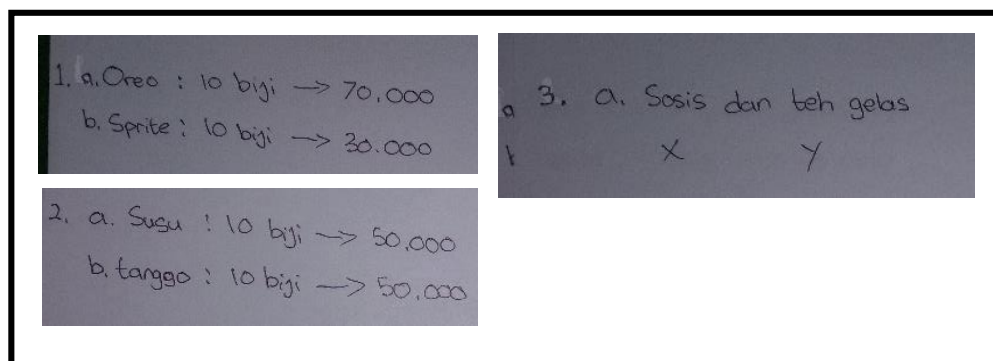 1. a. Oreo : 10 biji → 70.000
b. Sprite : 10 biji → 30.000
2. a. Susu : 10 biji → 50.000
b. tanggo : 10 biji → 50.000
3. a. Sosis dan teh gelas
X Y